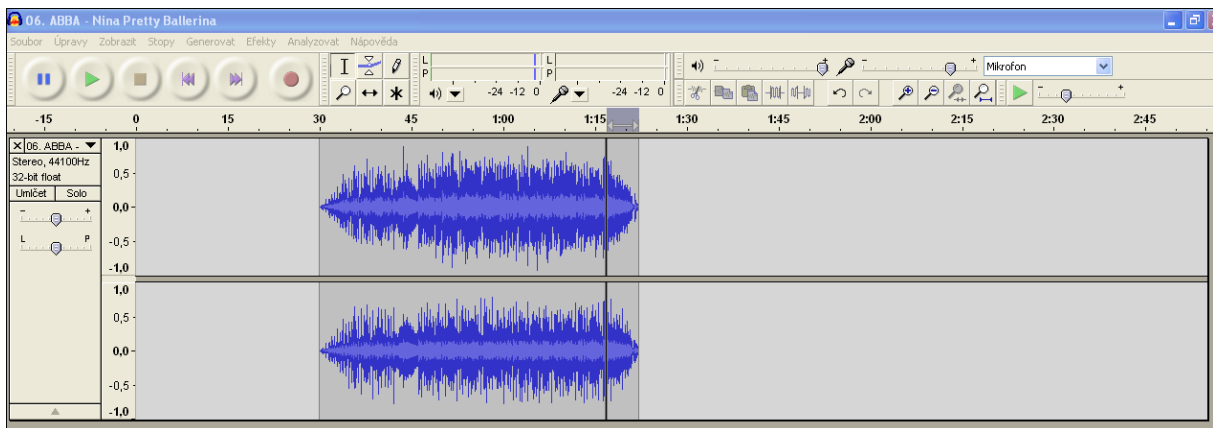 06. ABBA - Nina Pretty Ballerina
Soubor Úpravy Zobrazit Stopy Generovat Efekty Analyzovat Nápověda
L L
P P
Mikrofon
-24 -12 0 -24 -12 0
-15 0 15 30 45 1:00 1:15 1:30 1:45 2:00 2:15 2:30 2:45
06. ABBA -
Stereo, 44100Hz
32-bit float
Umlčet Solo
- +
L P
1,0
0,5
0,0
-0,5
-1,0
1,0
0,5
0,0
-0,5
-1,0